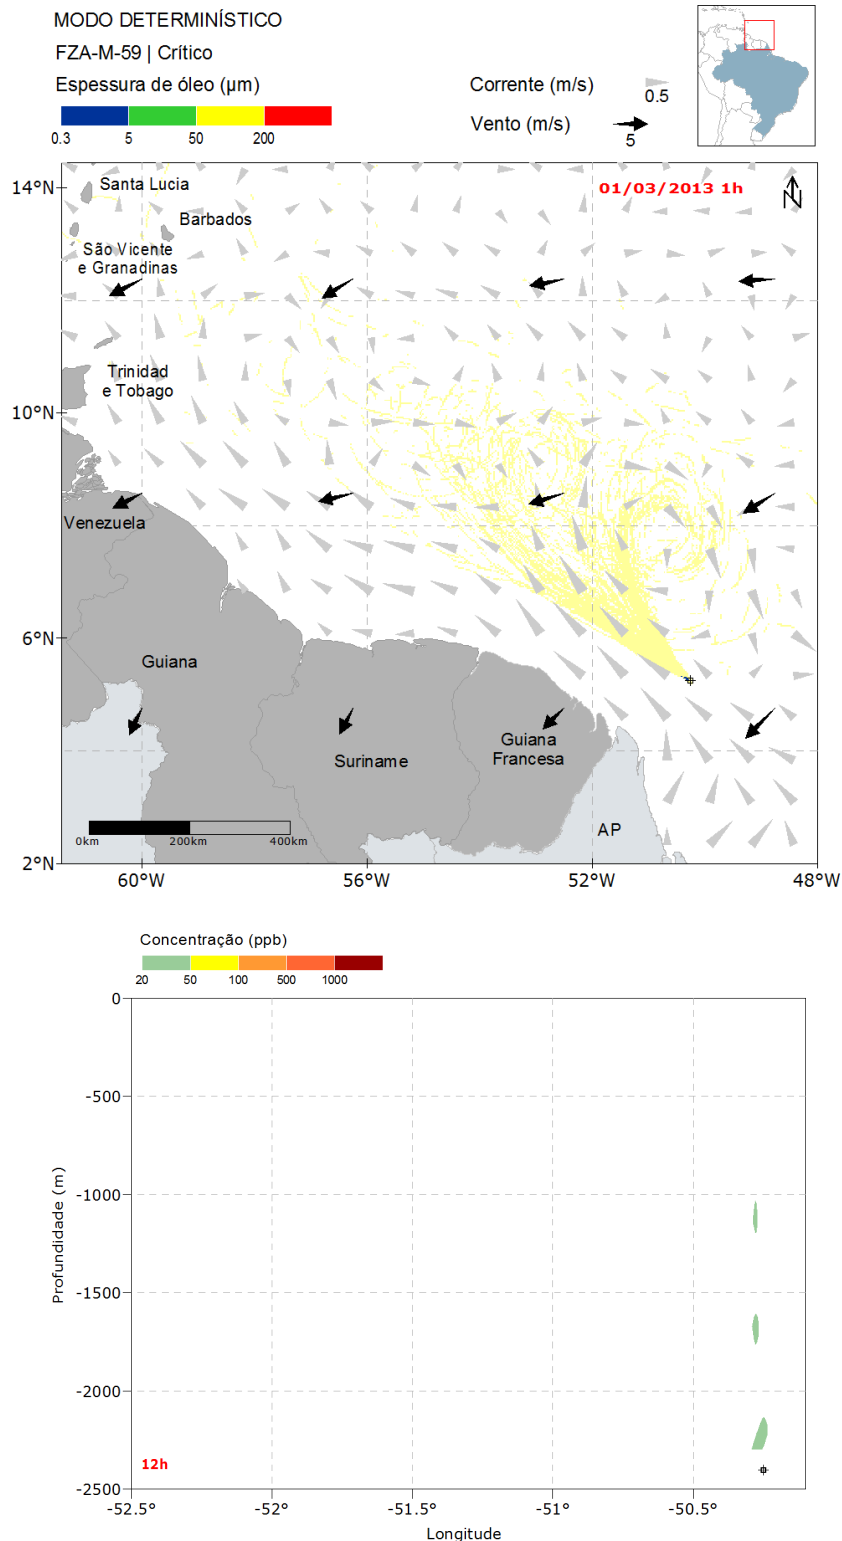 MODO DETERMINÍSTICO
FZA-M-59 | Crítico
Espessura de óleo (µm)
0.3 5 50 200
Corrente (m/s)
0.5
Vento (m/s)
5
01/03/2013 1h
N
14°N
10°N
6°N
2°N
Santa Lucia
Barbados
São Vicente
e Granadinas
Trinidad
e Tobago
Venezuela
Guiana
Suriname
Guiana
Francesa
AP
0km 200km 400km
60°W 56°W 52°W 48°W
Concentração (ppb)
20 50 100 500 1000
0
-500
-1000
-1500
-2000
-2500
Profundidade (m)
12h
-52.5° -52° -51.5° -51° -50.5°
Longitude